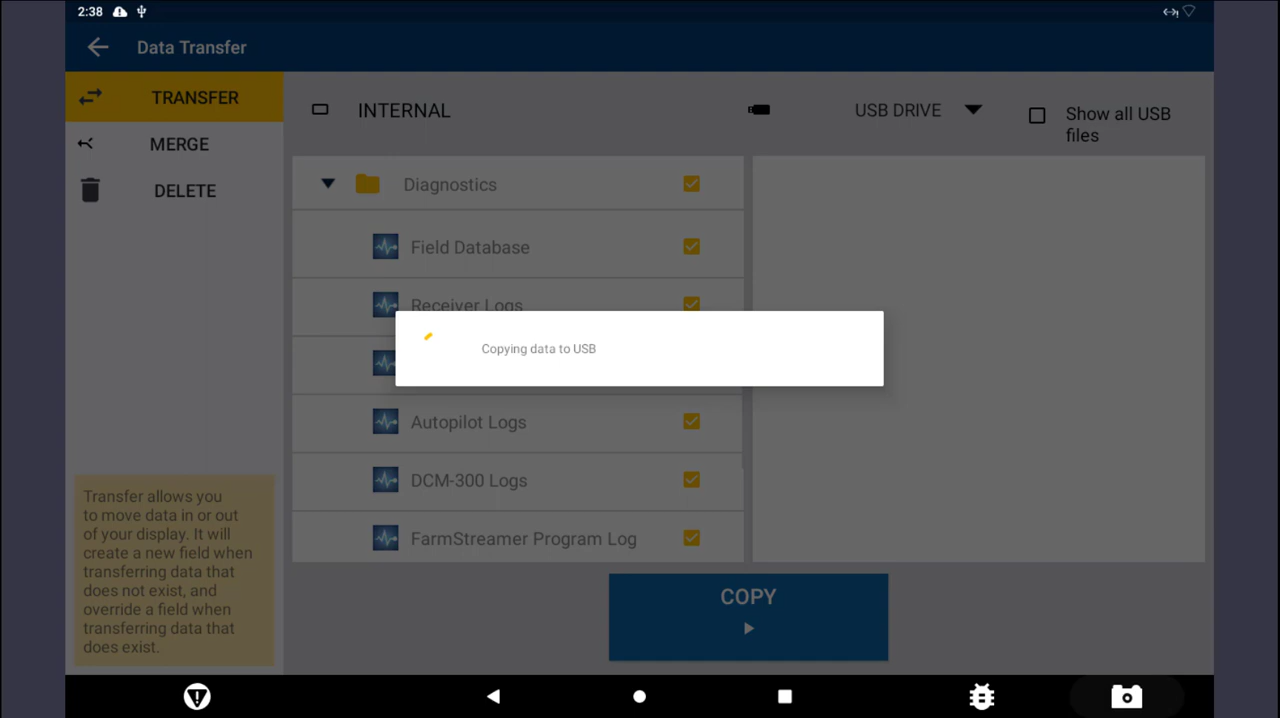 2:38
Data Transfer
TRANSFER
MERGE
DELETE
INTERNAL
USB DRIVE
Show all USB
files
Diagnostics
Field Database
Receiver Logs
Copying data to USB
Autopilot Logs
DCM-300 Logs
FarmStreamer Program Log
Transfer allows you
to move data in or out
of your display. It will
create a new field when
transferring data that
does not exist, and
override a field when
transferring data that
does exist.
COPY